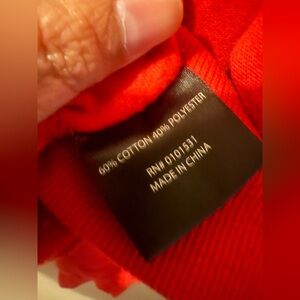 60% COTTON 40% POLYESTER
RN# 0101531
MADE IN CHINA